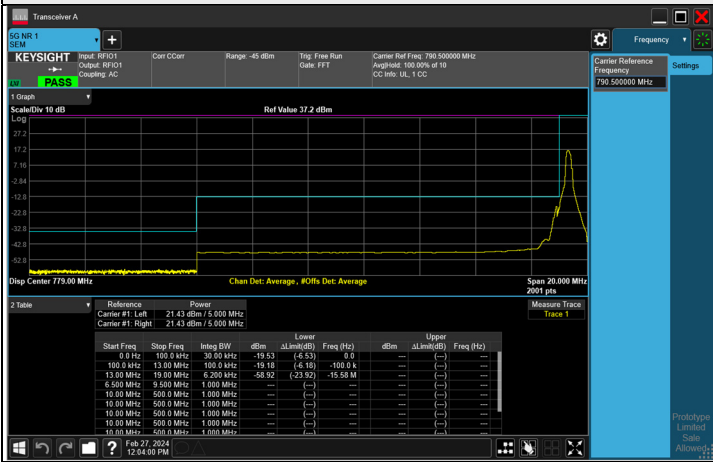 Transceiver A
5G NR 1
SEM
+
Frequency
KEYSIGHT
Input: RFIO1
Output: RFIO1
Coupling: AC
Corr CCorr
Range: -45 dBm
Trig: Free Run
Gate: FFT
Carrier Ref Freq: 790.500000 MHz
Avg|Hold: 100.00% of 10
CC Info: UL, 1 CC
PASS
Carrier Reference
Frequency
790.500000 MHz
Settings
1 Graph
Scale/Div 10 dB
Ref Value 37.2 dBm
Log
27.2
17.2
7.16
-2.84
-12.8
-22.8
-32.8
-42.8
-52.8
Disp Center 779.00 MHz
Chan Det: Average, #Offs Det: Average
Span 20.000 MHz
2001 pts
2 Table
Measure Trace
Trace 1
Reference Power
Carrier #1: Left 21.43 dBm / 5.000 MHz
Carrier #1: Right 21.43 dBm / 5.000 MHz
Lower Upper
Start Freq Stop Freq Integ BW dBm ΔLimit(dB) Freq (Hz) dBm ΔLimit(dB) Freq (Hz)
0.0 Hz 100.0 kHz 30.00 kHz -19.53 (-6.53) 0.0 --- (---) ---
100.0 kHz 13.00 MHz 100.0 kHz -19.18 (-6.18) -100.0 k --- (---) ---
13.00 MHz 19.00 MHz 6.200 kHz -58.92 (-23.92) -15.58 M --- (---) ---
6.500 MHz 9.500 MHz 1.000 MHz --- (---) --- --- (---) ---
10.00 MHz 500.0 MHz 1.000 MHz --- (---) --- --- (---) ---
10.00 MHz 500.0 MHz 1.000 MHz --- (---) --- --- (---) ---
10.00 MHz 500.0 MHz 1.000 MHz --- (---) --- --- (---) ---
10.00 MHz 500.0 MHz 1.000 MHz --- (---) --- --- (---) ---
10.00 MHz 500.0 MHz 1.000 MHz --- (---) --- --- (---) ---
Prototype
Limited
Sale
Allowed
?
Feb 27, 2024
12:04:00 PM